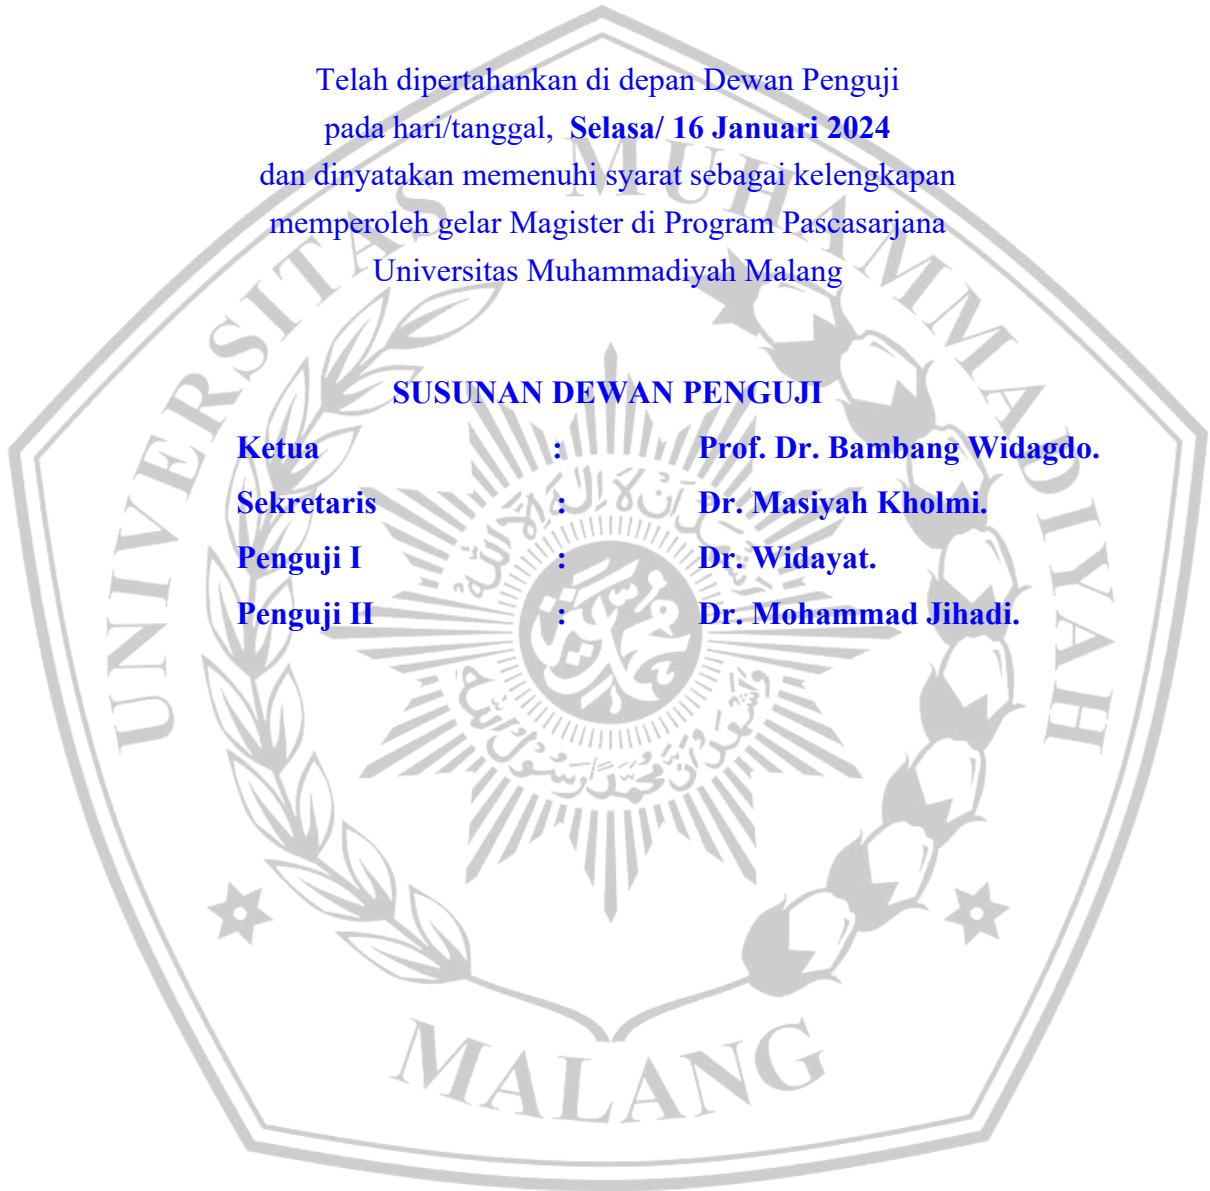 Telah dipertahankan di depan Dewan Penguji
pada hari/tanggal, Selasa/ 16 Januari 2024
dan dinyatakan memenuhi syarat sebagai kelengkapan
memperoleh gelar Magister di Program Pascasarjana
Universitas Muhammadiyah Malang
SUSUNAN DEWAN PENGUJI
Ketua : Prof. Dr. Bambang Widagdo.
Sekretaris : Dr. Masiyah Kholmi.
Penguji I : Dr. Widayat.
Penguji II : Dr. Mohammad Jihadi.
UNIVERSITAS MUHAMMADIYAH
MALANG